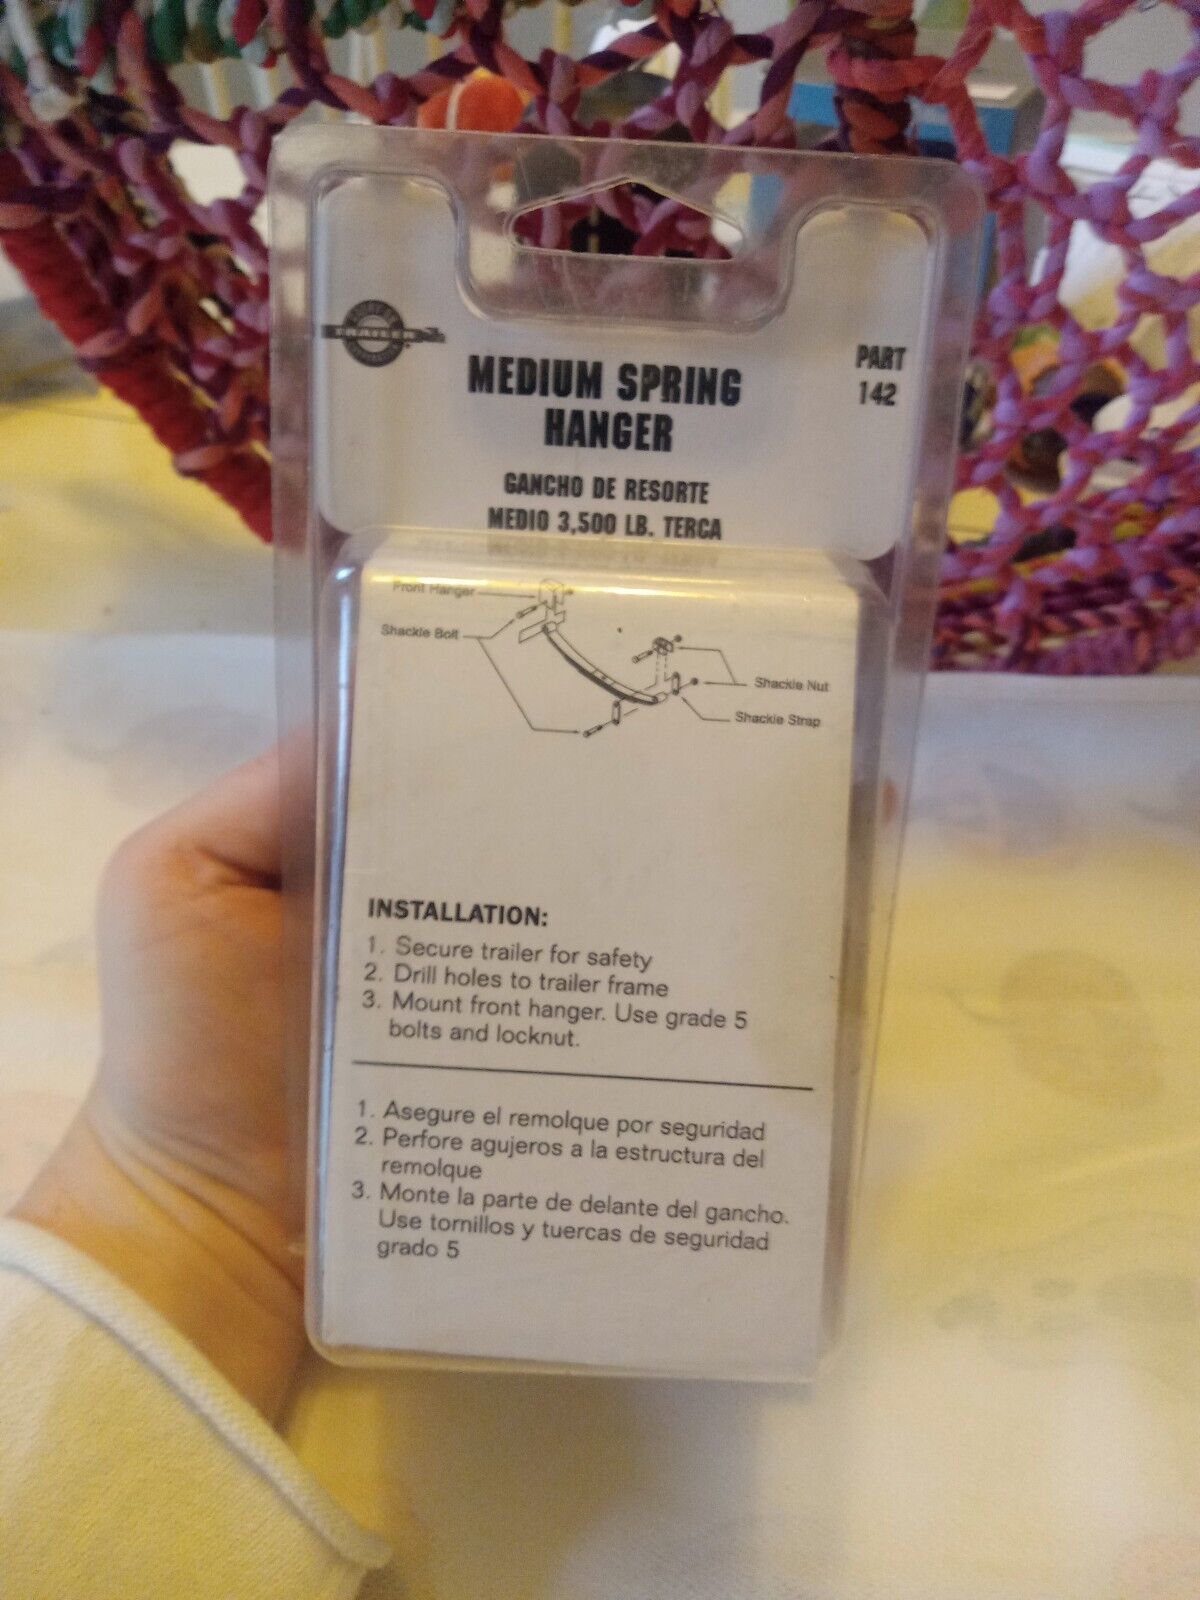 TRAILER
MEDIUM SPRING
HANGER
PART
142
GANCHO DE RESORTE
MEDIO 3,500 LB. TERCA
Front Hanger
Shackle Bolt
Shackle Nut
Shackle Strap
INSTALLATION:
1. Secure trailer for safety
2. Drill holes to trailer frame
3. Mount front hanger. Use grade 5
bolts and locknut.
1. Asegure el remolque por seguridad
2. Perfore agujeros a la estructura del
remolque
3. Monte la parte de delante del gancho.
Use tornillos y tuercas de seguridad
grado 5